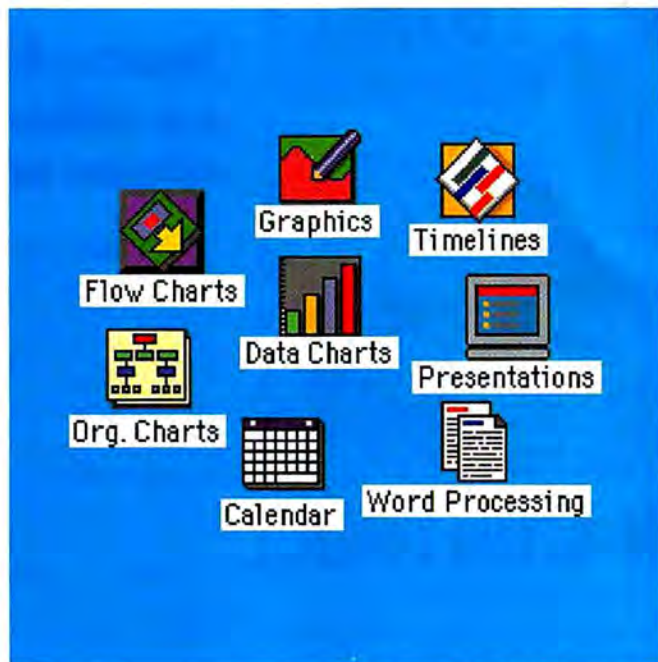 Graphics
Timelines
Flow Charts
Data Charts
Presentations
Org. Charts
Calendar
Word Processing